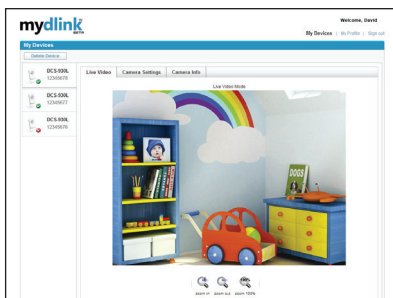 mydlink
BETA
Welcome, David
My Devices | My Profile | Sign out
My Devices
Delete Device
DCS-930L
12345678
DCS-930L
12345677
DCS-930L
12345676
Live Video
Camera Settings
Camera Info
Live Video Mode
DOGS
zoom in
zoom out
100%
zoom 100%